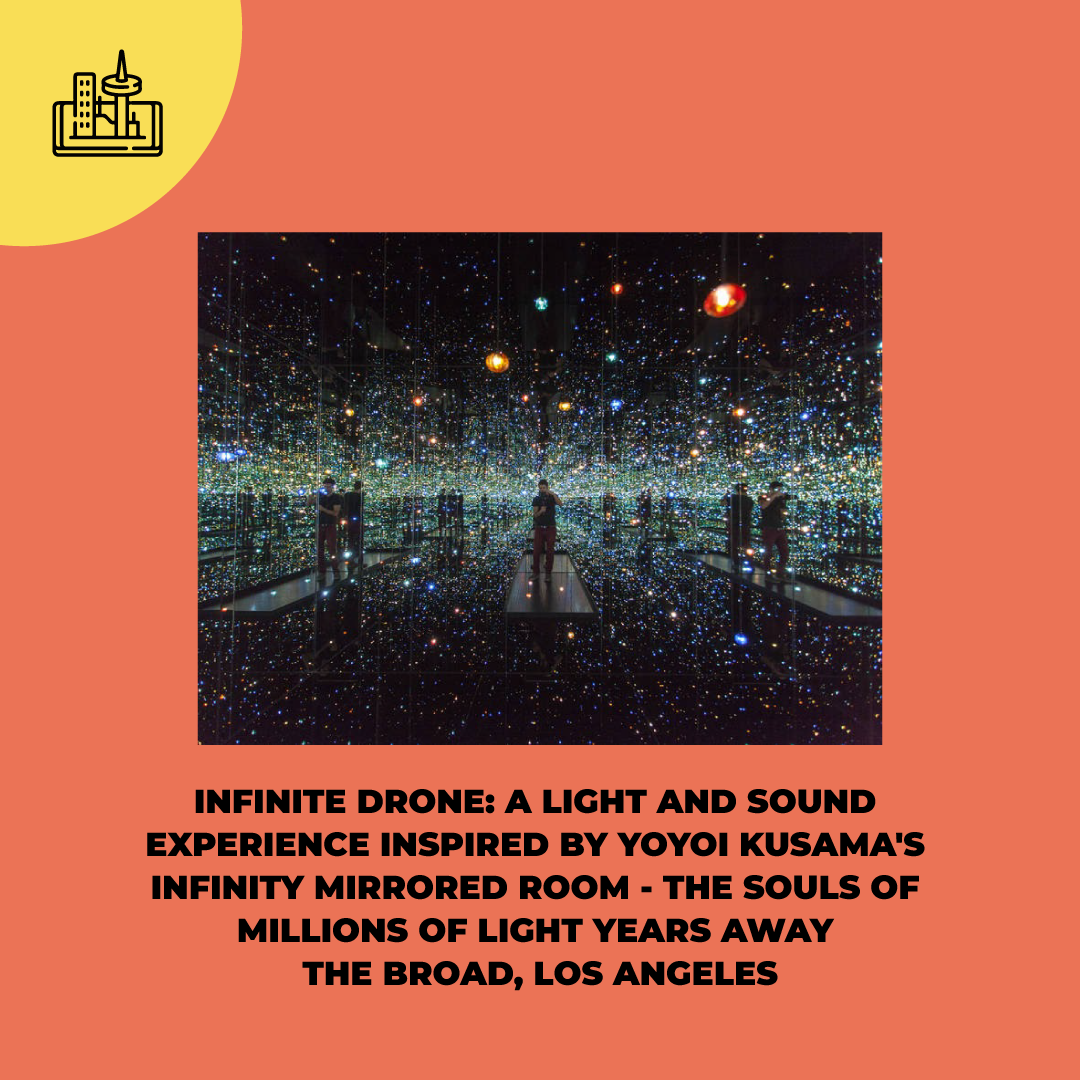 INFINITE DRONE: A LIGHT AND SOUND
EXPERIENCE INSPIRED BY YOYOI KUSAMA'S
INFINITY MIRRORED ROOM - THE SOULS OF
MILLIONS OF LIGHT YEARS AWAY
THE BROAD, LOS ANGELES